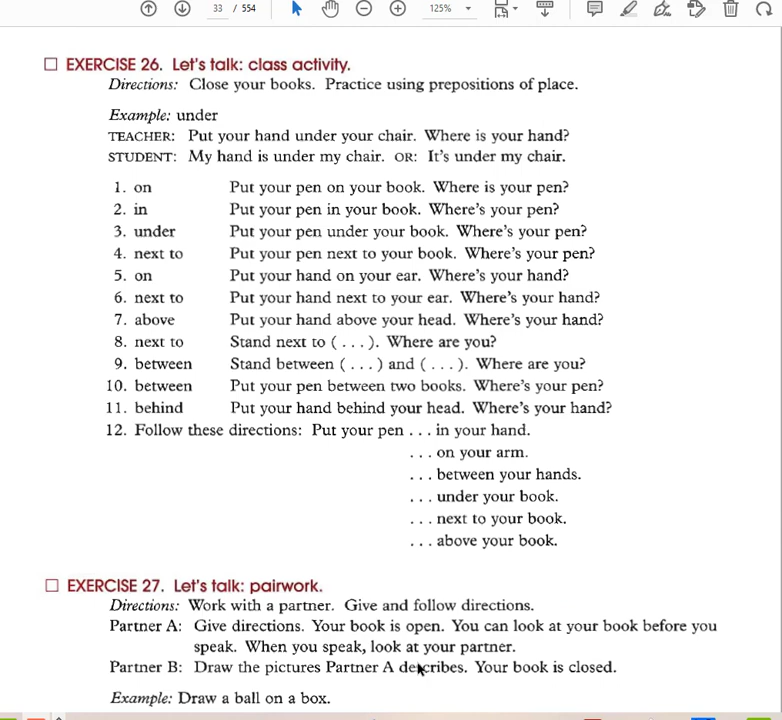 33 / 554
125%
EXERCISE 26. Let's talk: class activity.
Directions: Close your books. Practice using prepositions of place.
Example: under
TEACHER: Put your hand under your chair. Where is your hand?
STUDENT: My hand is under my chair. OR: It's under my chair.
1. on Put your pen on your book. Where is your pen?
2. in Put your pen in your book. Where's your pen?
3. under Put your pen under your book. Where's your pen?
4. next to Put your pen next to your book. Where's your pen?
5. on Put your hand on your ear. Where's your hand?
6. next to Put your hand next to your ear. Where's your hand?
7. above Put your hand above your head. Where's your hand?
8. next to Stand next to ( . . . ). Where are you?
9. between Stand between ( . . . ) and ( . . . ). Where are you?
10. between Put your pen between two books. Where's your pen?
11. behind Put your hand behind your head. Where's your hand?
12. Follow these directions: Put your pen . . . in your hand.
. . . on your arm.
. . . between your hands.
. . . under your book.
. . . next to your book.
. . . above your book.
EXERCISE 27. Let's talk: pairwork.
Directions: Work with a partner. Give and follow directions.
Partner A: Give directions. Your book is open. You can look at your book before you
speak. When you speak, look at your partner.
Partner B: Draw the pictures Partner A describes. Your book is closed.
Example: Draw a ball on a box.